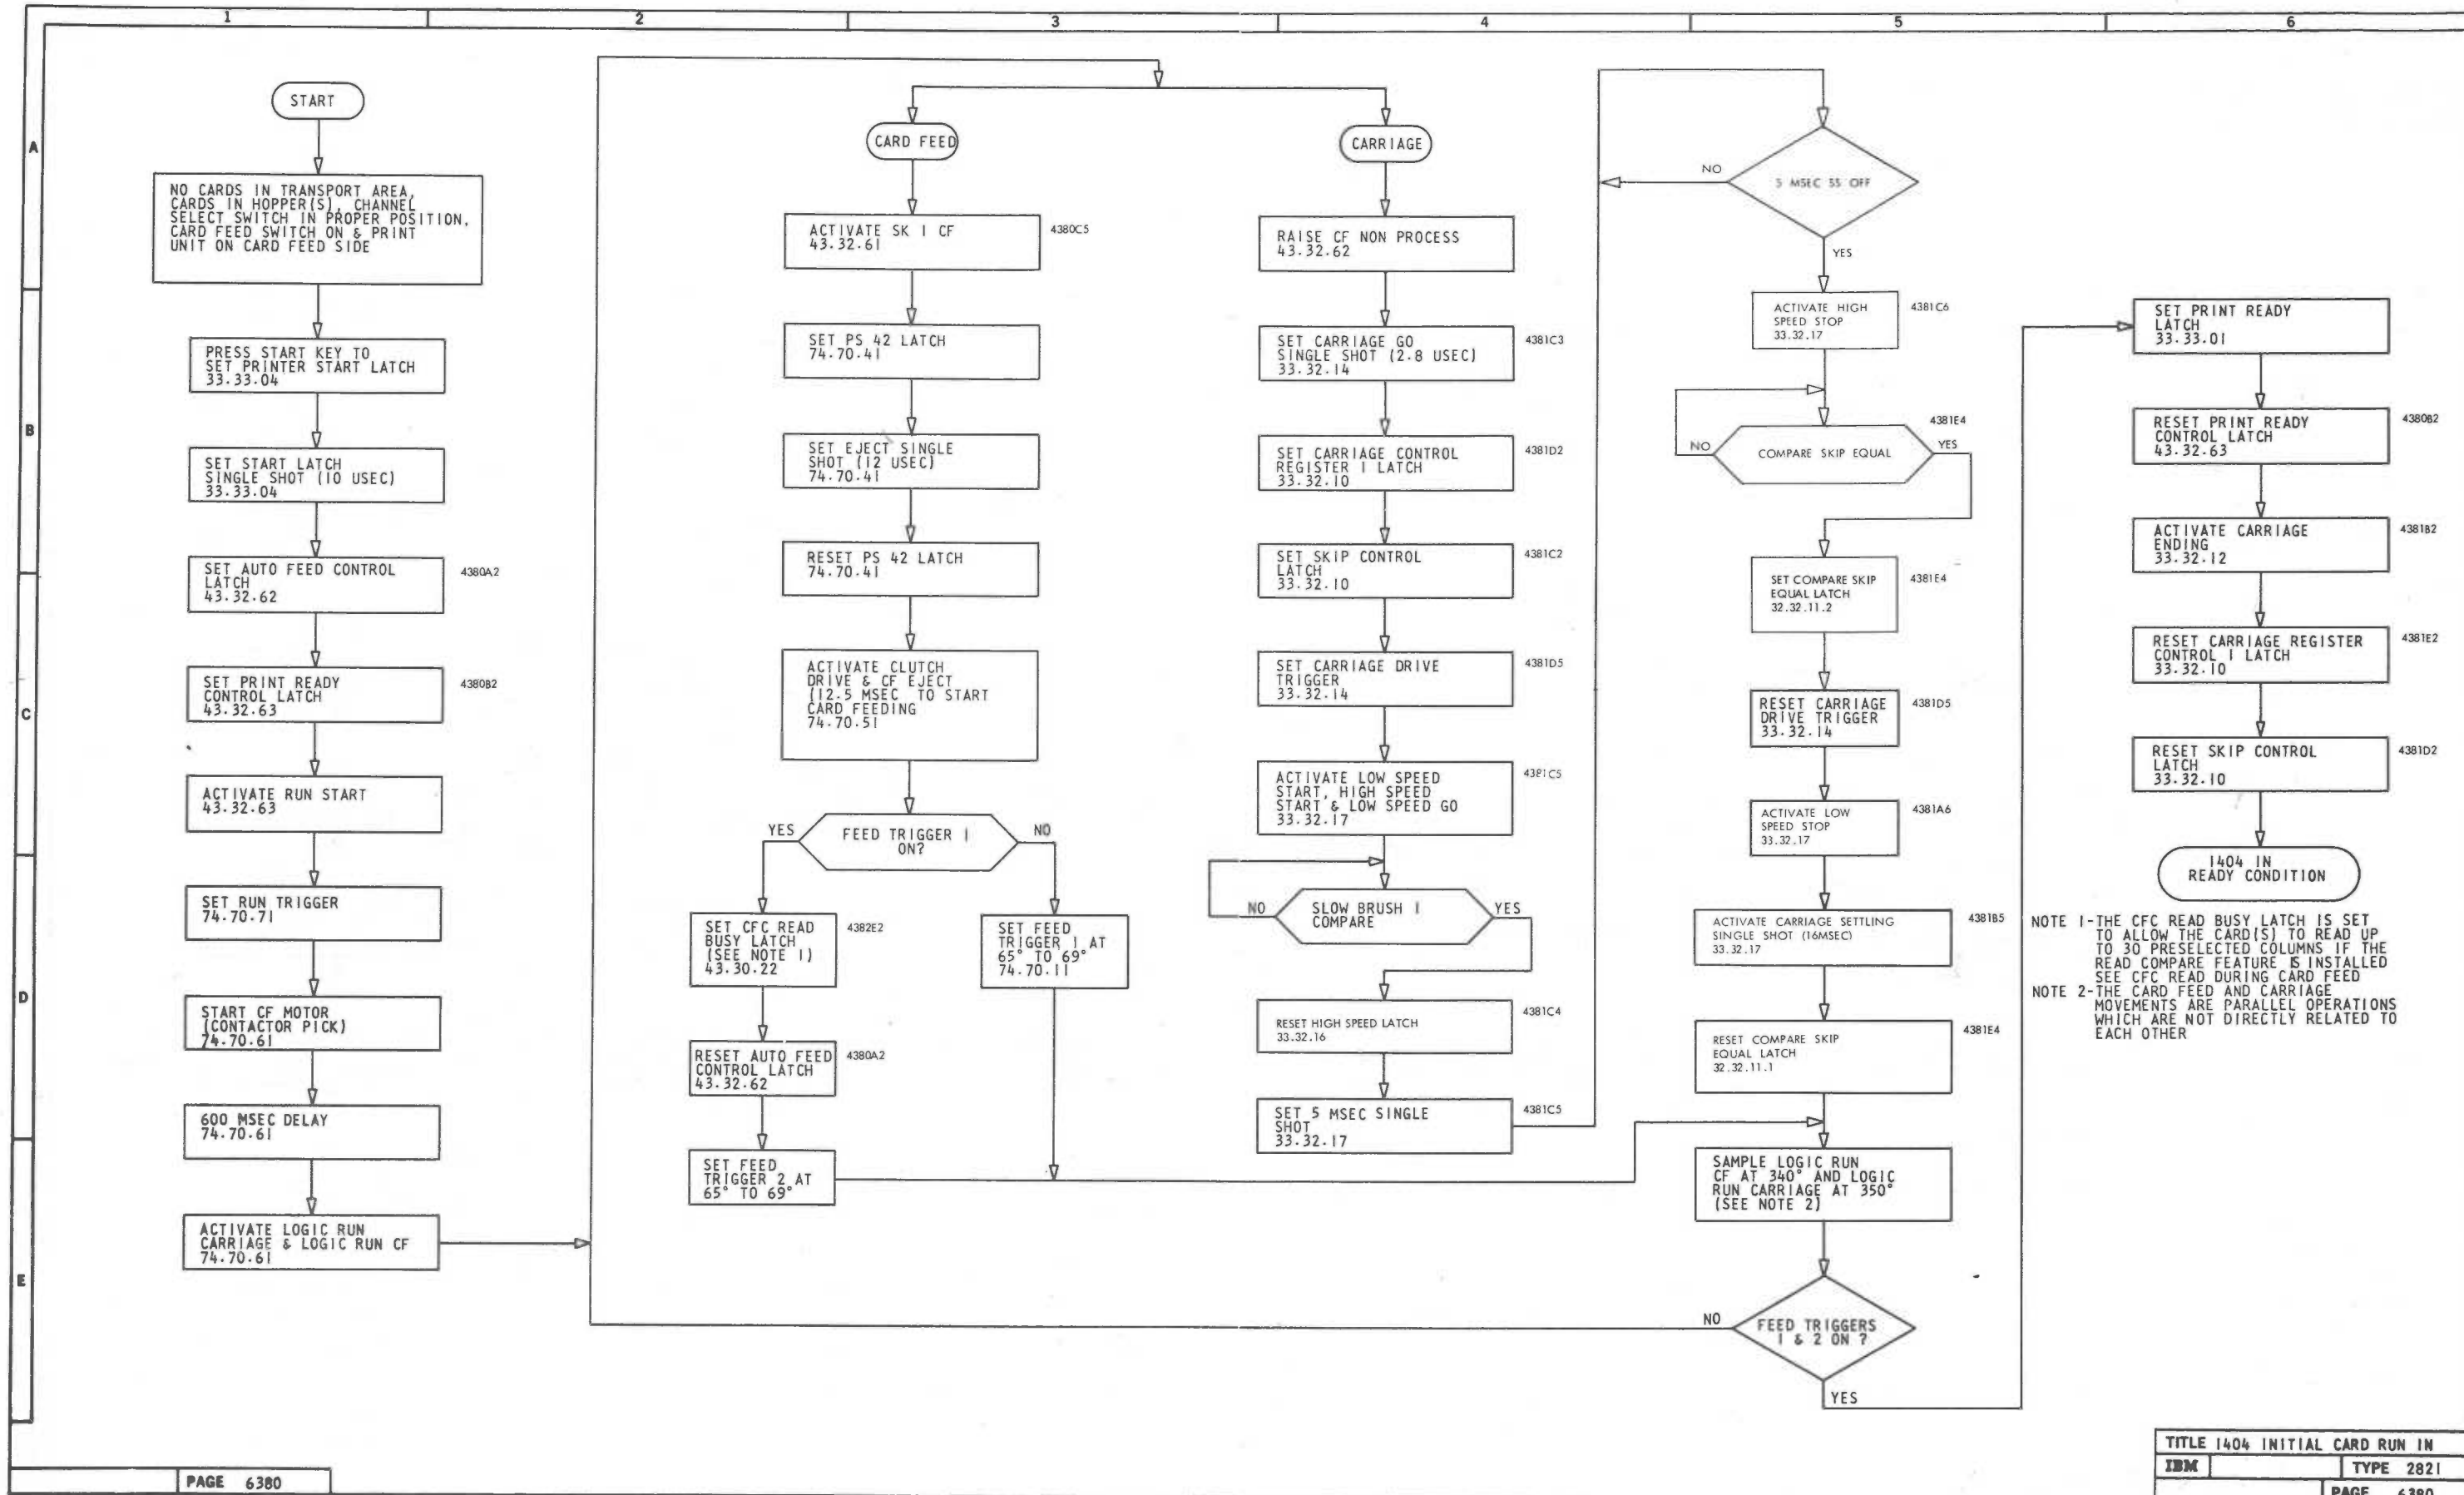 1
2
3
4
5
6
A
B
C
D
E
START
NO CARDS IN TRANSPORT AREA,
CARDS IN HOPPER(S), CHANNEL
SELECT SWITCH IN PROPER POSITION,
CARD FEED SWITCH ON & PRINT
UNIT ON CARD FEED SIDE
PRESS START KEY TO
SET PRINTER START LATCH
33.33.04
SET START LATCH
SINGLE SHOT (10 USEC)
33.33.04
SET AUTO FEED CONTROL
LATCH
43.32.62
4380A2
SET PRINT READY
CONTROL LATCH
43.32.63
4380B2
ACTIVATE RUN START
43.32.63
SET RUN TRIGGER
74.70.71
START CF MOTOR
(CONTACTOR PICK)
74.70.61
600 MSEC DELAY
74.70.61
ACTIVATE LOGIC RUN
CARRIAGE & LOGIC RUN CF
74.70.61
CARD FEED
ACTIVATE SK 1 CF
43.32.61
4380C5
SET PS 42 LATCH
74.70.41
SET EJECT SINGLE
SHOT (12 USEC)
74.70.41
RESET PS 42 LATCH
74.70.41
ACTIVATE CLUTCH
DRIVE & CF EJECT
(12.5 MSEC TO START
CARD FEEDING
74.70.51
YES
FEED TRIGGER 1
ON?
NO
SET CFC READ
BUSY LATCH
(SEE NOTE 1)
43.30.22
4382E2
SET FEED
TRIGGER 1 AT
65° TO 69°
74.70.11
RESET AUTO FEED
CONTROL LATCH
43.32.62
4380A2
SET FEED
TRIGGER 2 AT
65° TO 69°
CARRIAGE
RAISE CF NON PROCESS
43.32.62
SET CARRIAGE GO
SINGLE SHOT (2.8 USEC)
33.32.14
4381C3
SET CARRIAGE CONTROL
REGISTER 1 LATCH
33.32.10
4381D2
SET SKIP CONTROL
LATCH
33.32.10
4381C2
SET CARRIAGE DRIVE
TRIGGER
33.32.14
4381D5
ACTIVATE LOW SPEED
START, HIGH SPEED
START & LOW SPEED GO
33.32.17
4381C5
NO
SLOW BRUSH 1
COMPARE
YES
RESET HIGH SPEED LATCH
33.32.16
4381C4
SET 5 MSEC SINGLE
SHOT
33.32.17
4381C5
NO
5 MSEC SS OFF
YES
ACTIVATE HIGH
SPEED STOP
33.32.17
4381C6
4381E4
NO
COMPARE SKIP EQUAL
YES
SET COMPARE SKIP
EQUAL LATCH
32.32.11.2
4381E4
RESET CARRIAGE
DRIVE TRIGGER
33.32.14
4381D5
ACTIVATE LOW
SPEED STOP
33.32.17
4381A6
ACTIVATE CARRIAGE SETTLING
SINGLE SHOT (16MSEC)
33.32.17
4381B5
RESET COMPARE SKIP
EQUAL LATCH
32.32.11.1
4381E4
SAMPLE LOGIC RUN
CF AT 340° AND LOGIC
RUN CARRIAGE AT 350°
(SEE NOTE 2)
NO
FEED TRIGGERS
1 & 2 ON ?
YES
SET PRINT READY
LATCH
33.33.01
RESET PRINT READY
CONTROL LATCH
43.32.63
4380B2
ACTIVATE CARRIAGE
ENDING
33.32.12
4381B2
RESET CARRIAGE REGISTER
CONTROL 1 LATCH
33.32.10
4381E2
RESET SKIP CONTROL
LATCH
33.32.10
4381D2
1404 IN
READY CONDITION
NOTE 1-THE CFC READ BUSY LATCH IS SET
TO ALLOW THE CARD(S) TO READ UP
TO 30 PRESELECTED COLUMNS IF THE
READ COMPARE FEATURE IS INSTALLED
SEE CFC READ DURING CARD FEED
NOTE 2-THE CARD FEED AND CARRIAGE
MOVEMENTS ARE PARALLEL OPERATIONS
WHICH ARE NOT DIRECTLY RELATED TO
EACH OTHER
PAGE 6380
TITLE 1404 INITIAL CARD RUN IN
IBM
TYPE 2821
PAGE 6380